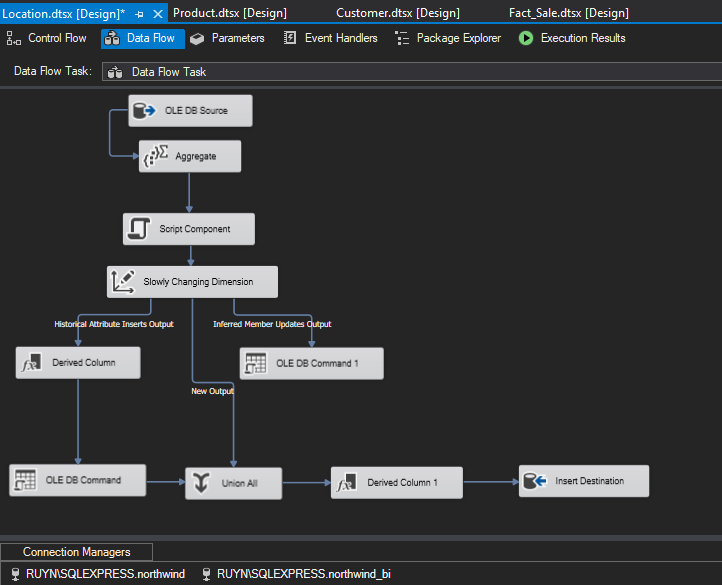 Location.dtsx [Design]* Product.dtsx [Design] Customer.dtsx [Design] Fact_Sale.dtsx [Design]
Control Flow Data Flow Parameters Event Handlers Package Explorer Execution Results
Data Flow Task: Data Flow Task
OLE DB Source
Aggregate
Script Component
Slowly Changing Dimension
Historical Attribute Inserts Output Inferred Member Updates Output
Derived Column OLE DB Command 1
New Output
OLE DB Command Union All Derived Column 1 Insert Destination
Connection Managers
RUYN\SQLEXPRESS.northwind RUYN\SQLEXPRESS.northwind_bi